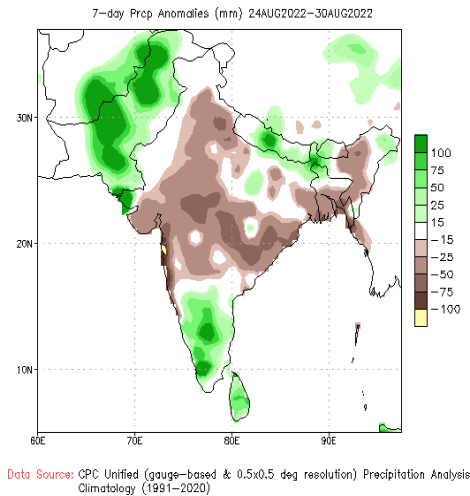 7-day Prcp Anomalies (mm) 24AUG2022-30AUG2022
30N
20N
10N
60E 70E 80E 90E
100
75
50
25
15
-15
-25
-50
-75
-100
Data Source: CPC Unified (gauge-based & 0.5x0.5 deg resolution) Precipitation Analysis
Climatology (1991-2020)